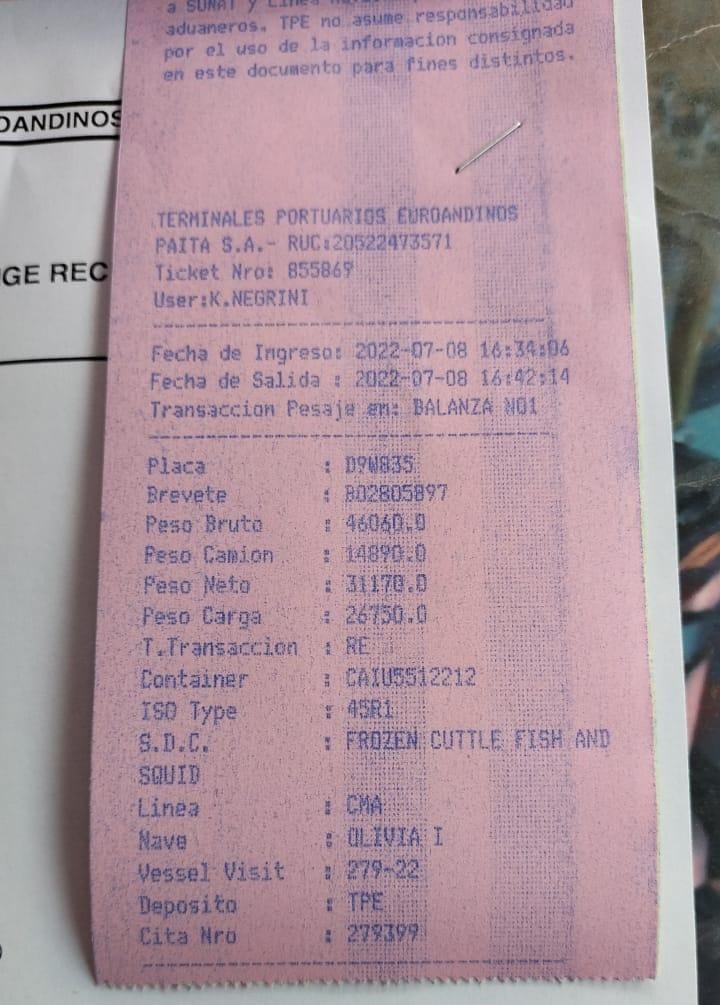 a SUNAT y Linea
aduaneros. TPE no asume responsabilidad
por el uso de la informacion consignada
en este documento para fines distintos.
OANDINOS
GE REC
TERMINALES PORTUARIOS EUROANDINOS
PAITA S.A.- RUC:20522473571
Ticket Nro: 855869
User:K.NEGRINI
Fecha de Ingreso: 2022-07-08 16:34:06
Fecha de Salida : 2022-07-08 16:42:14
Transaccion Pesaje en: BALANZA NO1
Placa : D9W835
Brevete : B02805897
Peso Bruto : 46060.0
Peso Camion : 14890.0
Peso Neto : 31170.0
Peso Carga : 26750.0
T.Transaccion : RE
Container : CAIU5512212
ISO Type : 45R1
S.D.C. : FROZEN CUTTLE FISH AND
SQUID
Linea : CMA
Nave : OLIVIA I
Vessel Visit : 279-22
Deposito : TPE
Cita Nro : 279399